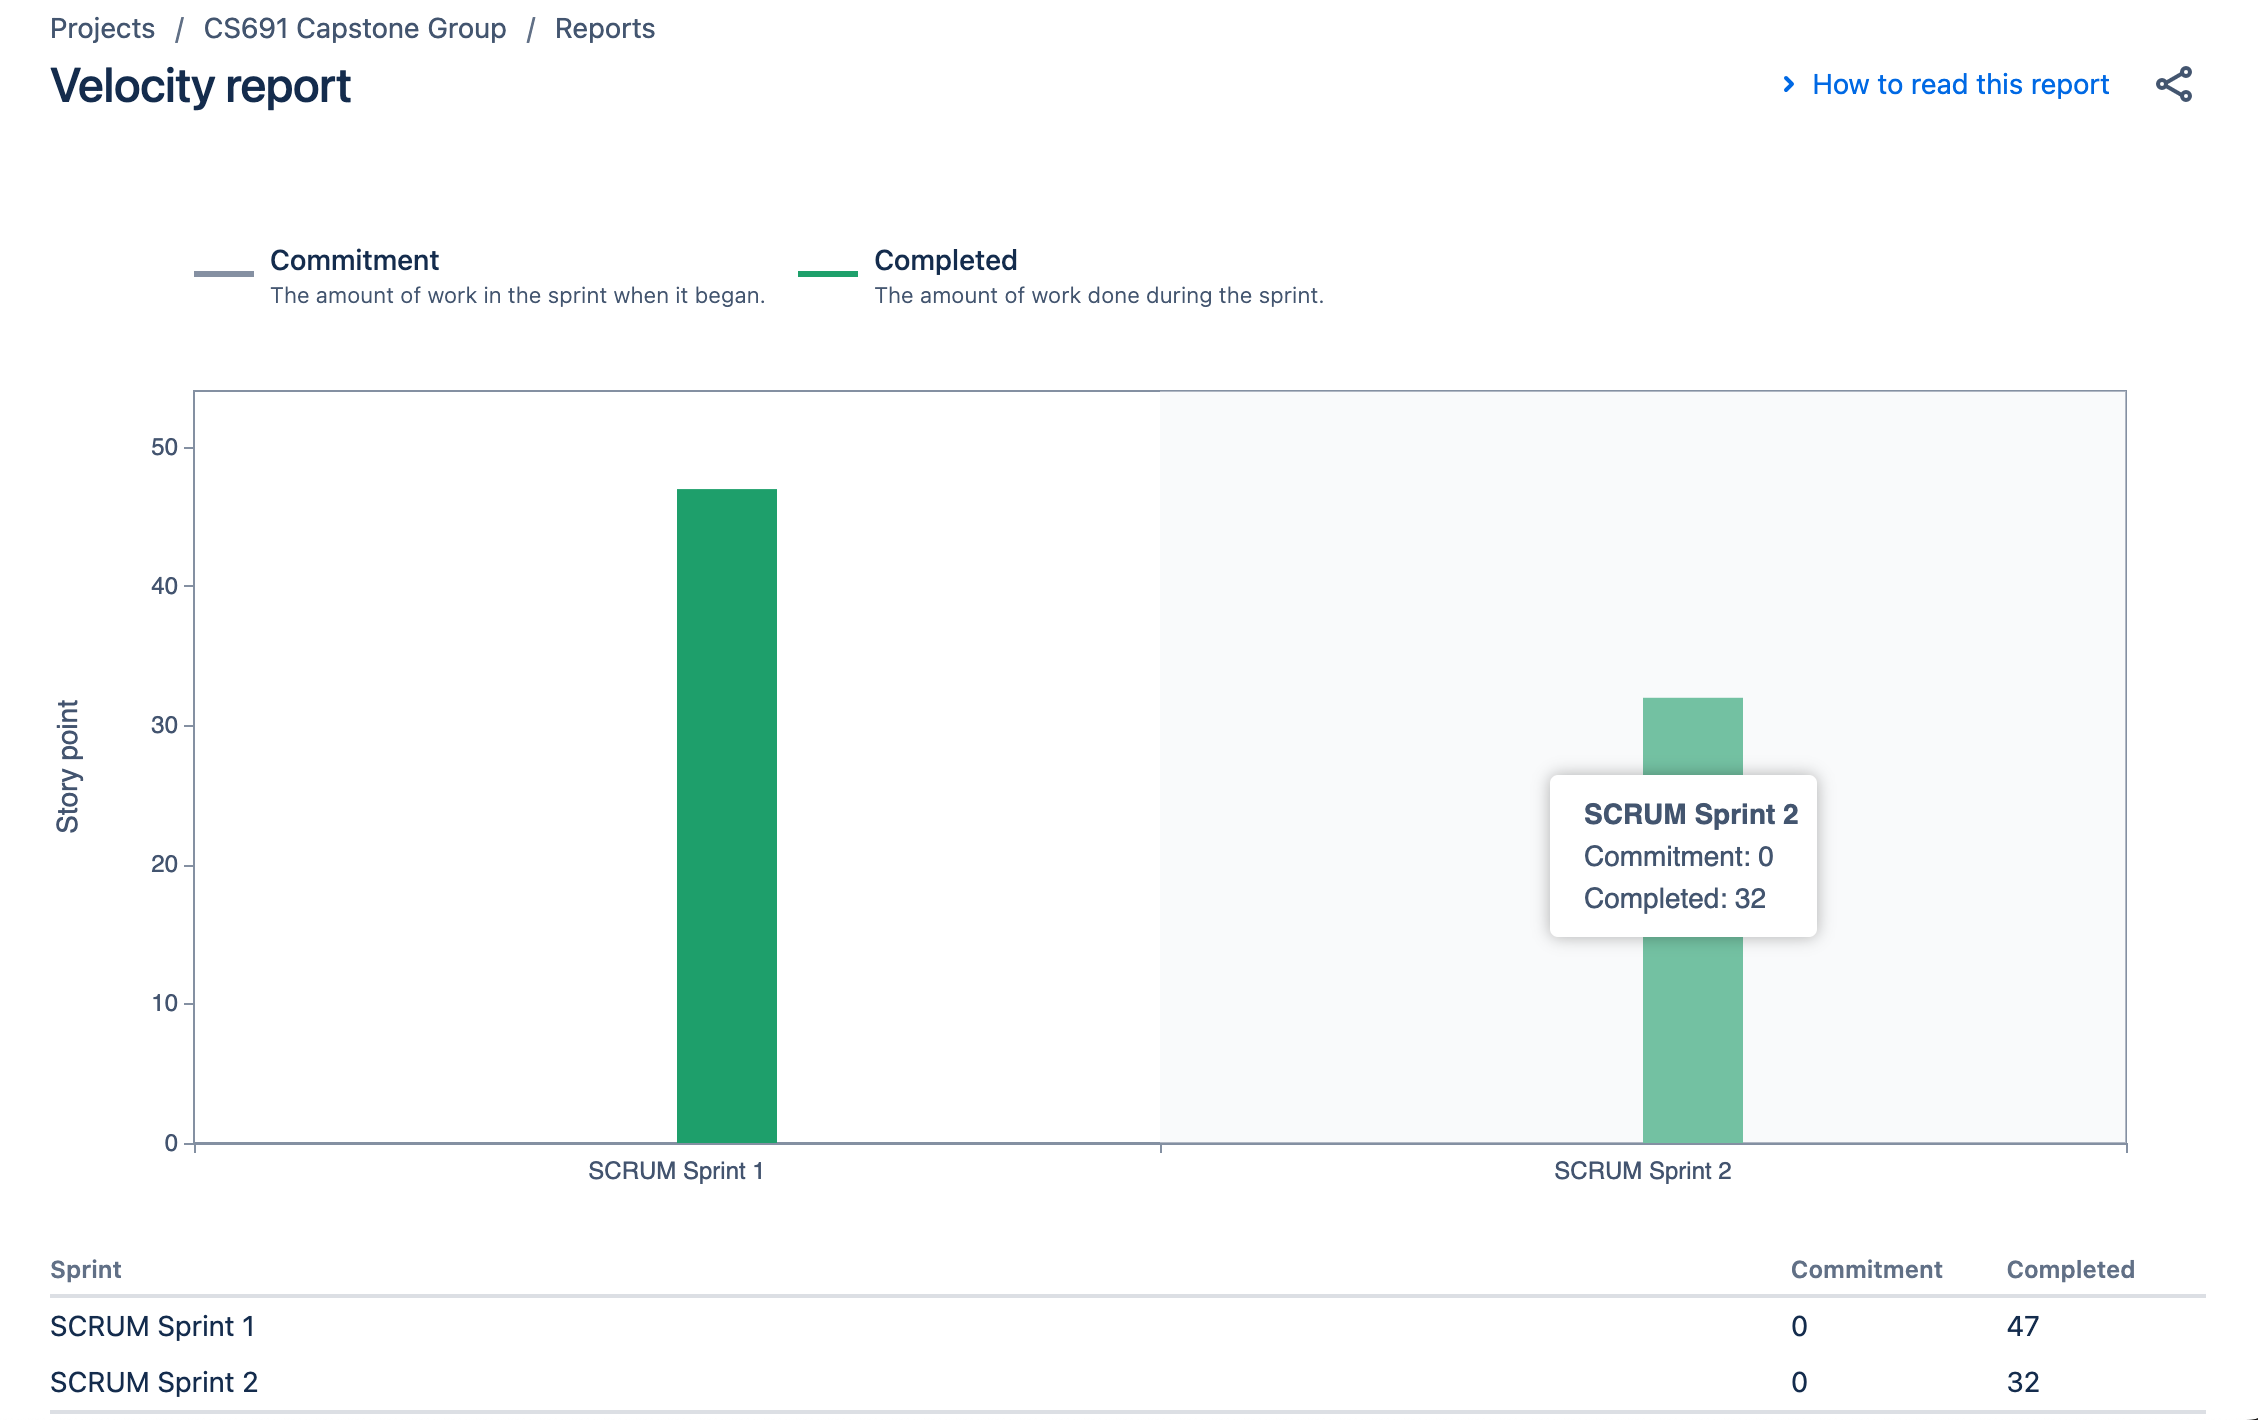 Projects / CS691 Capstone Group / Reports
Velocity report
How to read this report
Commitment
The amount of work in the sprint when it began.
Completed
The amount of work done during the sprint.
Story point
50
40
30
20
10
0
SCRUM Sprint 2
Commitment: 0
Completed: 32
SCRUM Sprint 1
SCRUM Sprint 2
Sprint Commitment Completed
SCRUM Sprint 1 0 47
SCRUM Sprint 2 0 32